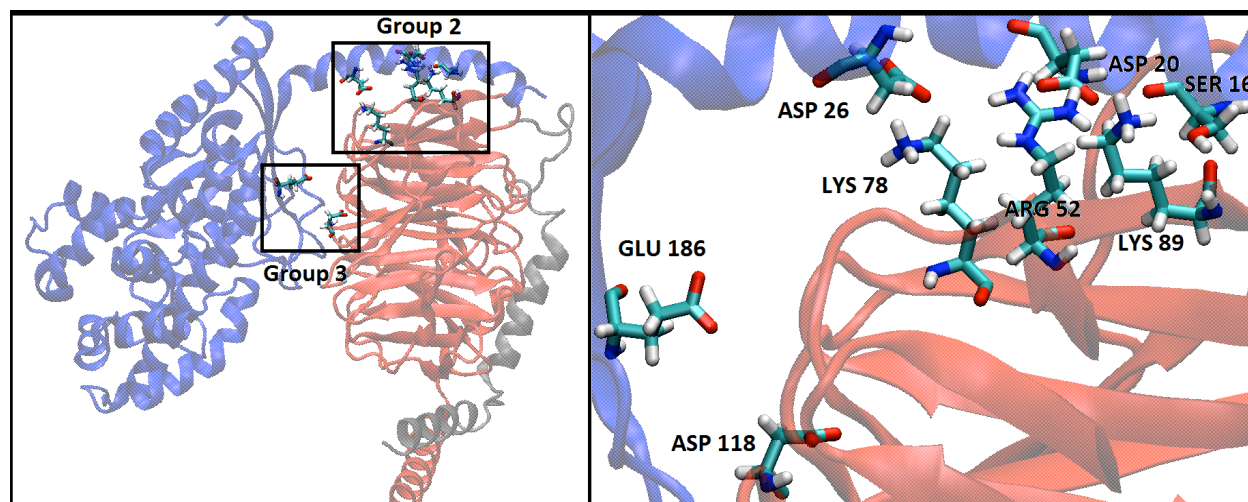 Group 2
Group 3
ASP 20
SER 16
ASP 26
LYS 78
ARG 52
LYS 89
GLU 186
ASP 118